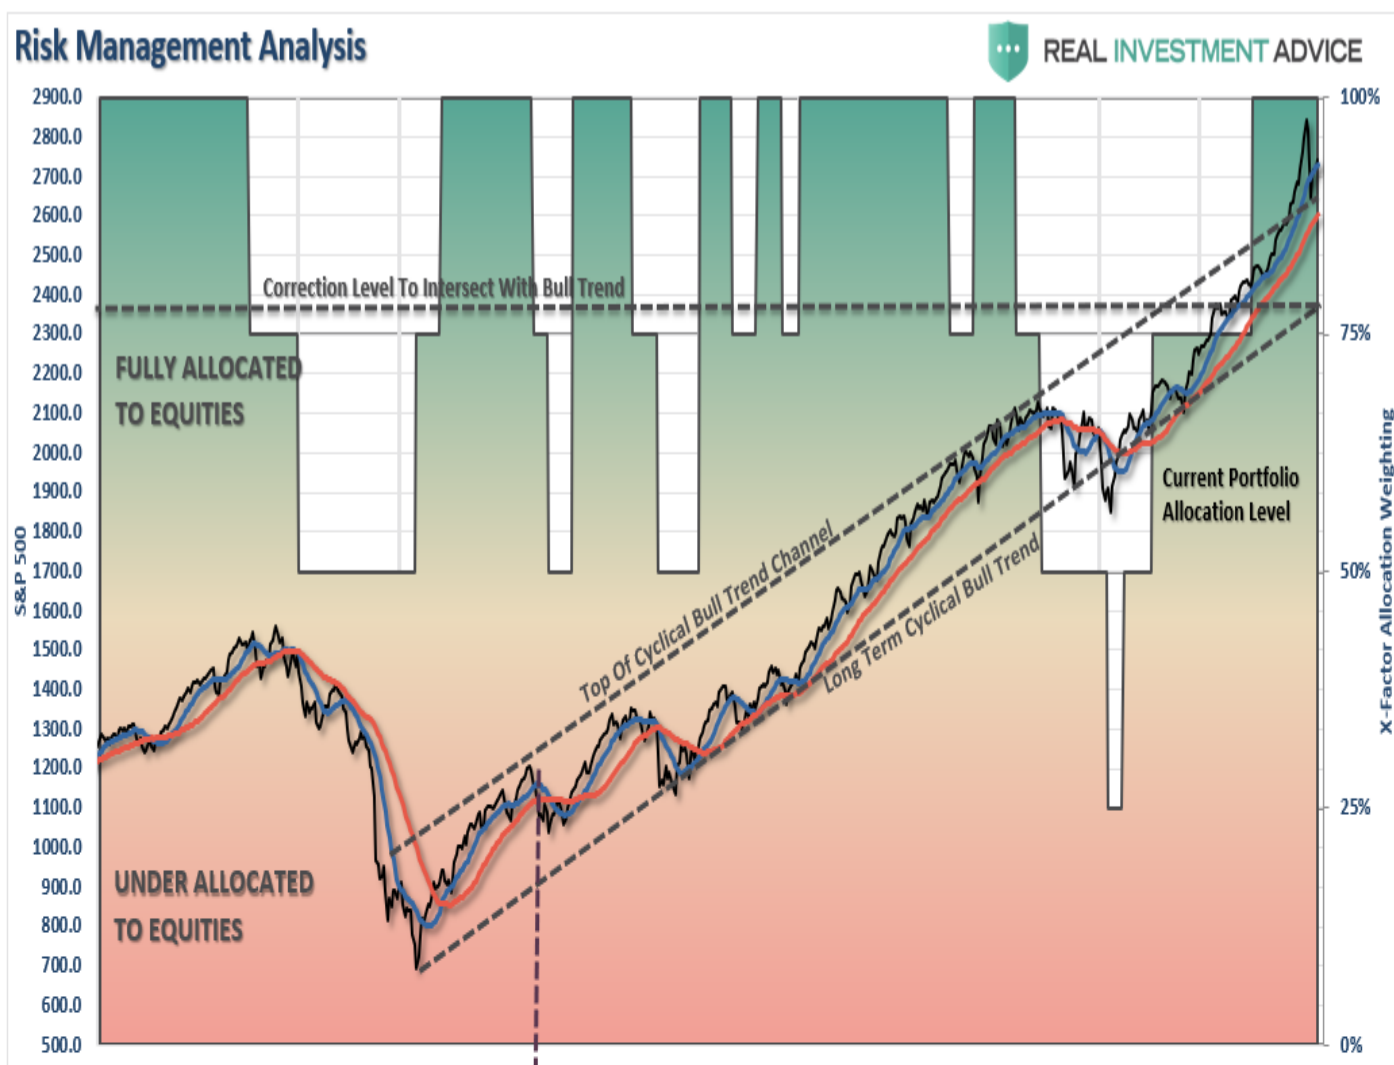 Risk Management Analysis
REAL INVESTMENT ADVICE
2900.0
2800.0
2700.0
2600.0
2500.0
2400.0
2300.0
2200.0
2100.0
2000.0
1900.0
1800.0
1700.0
1600.0
1500.0
1400.0
1300.0
1200.0
1100.0
1000.0
900.0
800.0
700.0
600.0
500.0
S&P 500
Correction Level To Intersect With Bull Trend
FULLY ALLOCATED
TO EQUITIES
Top Of Cyclical Bull Trend Channel
Long Term Cyclical Bull Trend
Current Portfolio
Allocation Level
UNDER ALLOCATED
TO EQUITIES
100%
75%
50%
25%
0%
X-Factor Allocation Weighting